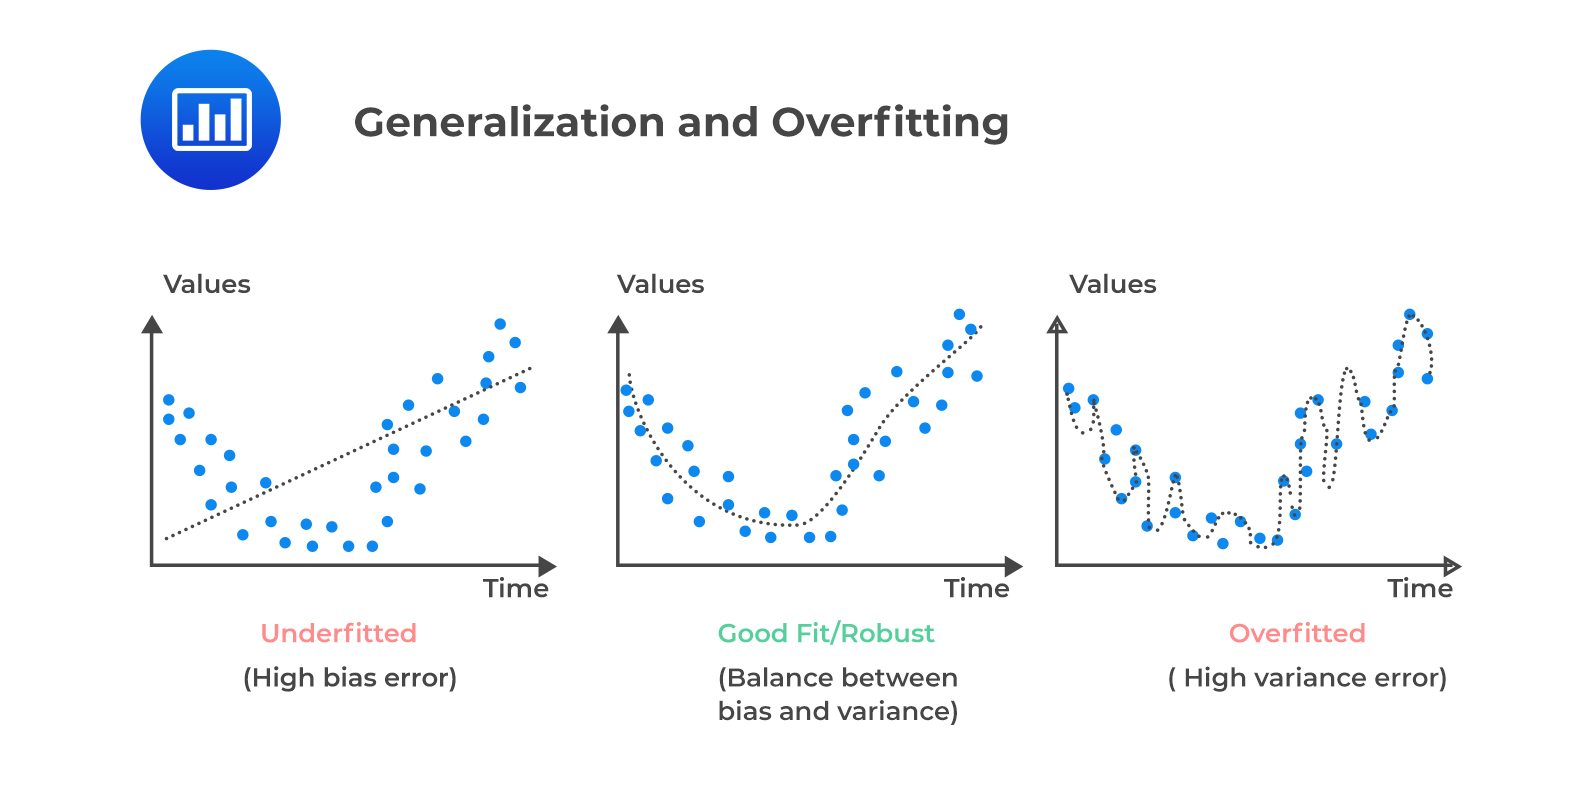 Generalization and Overfitting
Values
Time
Underfitted
(High bias error)
Values
Time
Good Fit/Robust
(Balance between
bias and variance)
Values
Time
Overfitted
( High variance error)